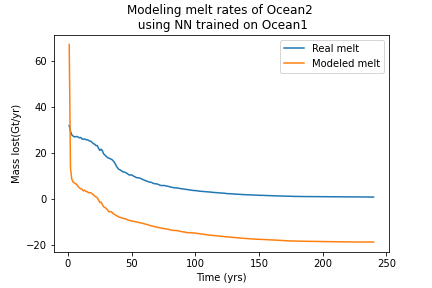 Modeling melt rates of Ocean2
using NN trained on Ocean1
Real melt
Modeled melt
Mass lost(Gt/yr)
60
40
20
0
−20
0
50
100
150
200
250
Time (yrs)